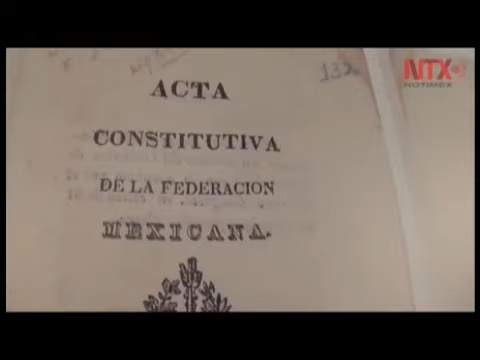 NTX
NOTIMEX
ACTA
CONSTITUTIVA
DE LA FEDERACION
MEXICANA.